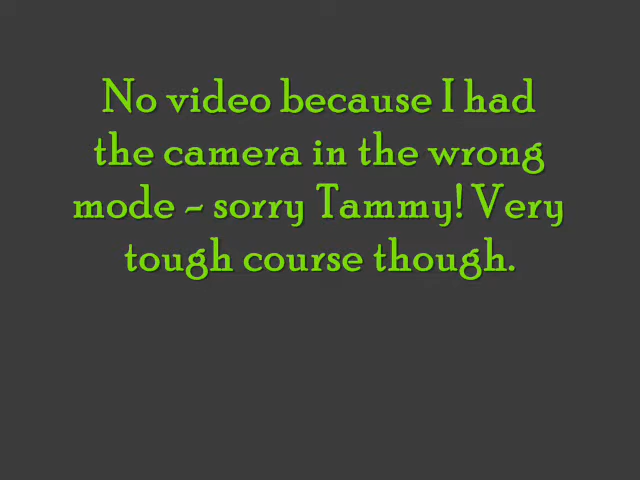 No video because I had
the camera in the wrong
mode - sorry Tammy! Very
tough course though.